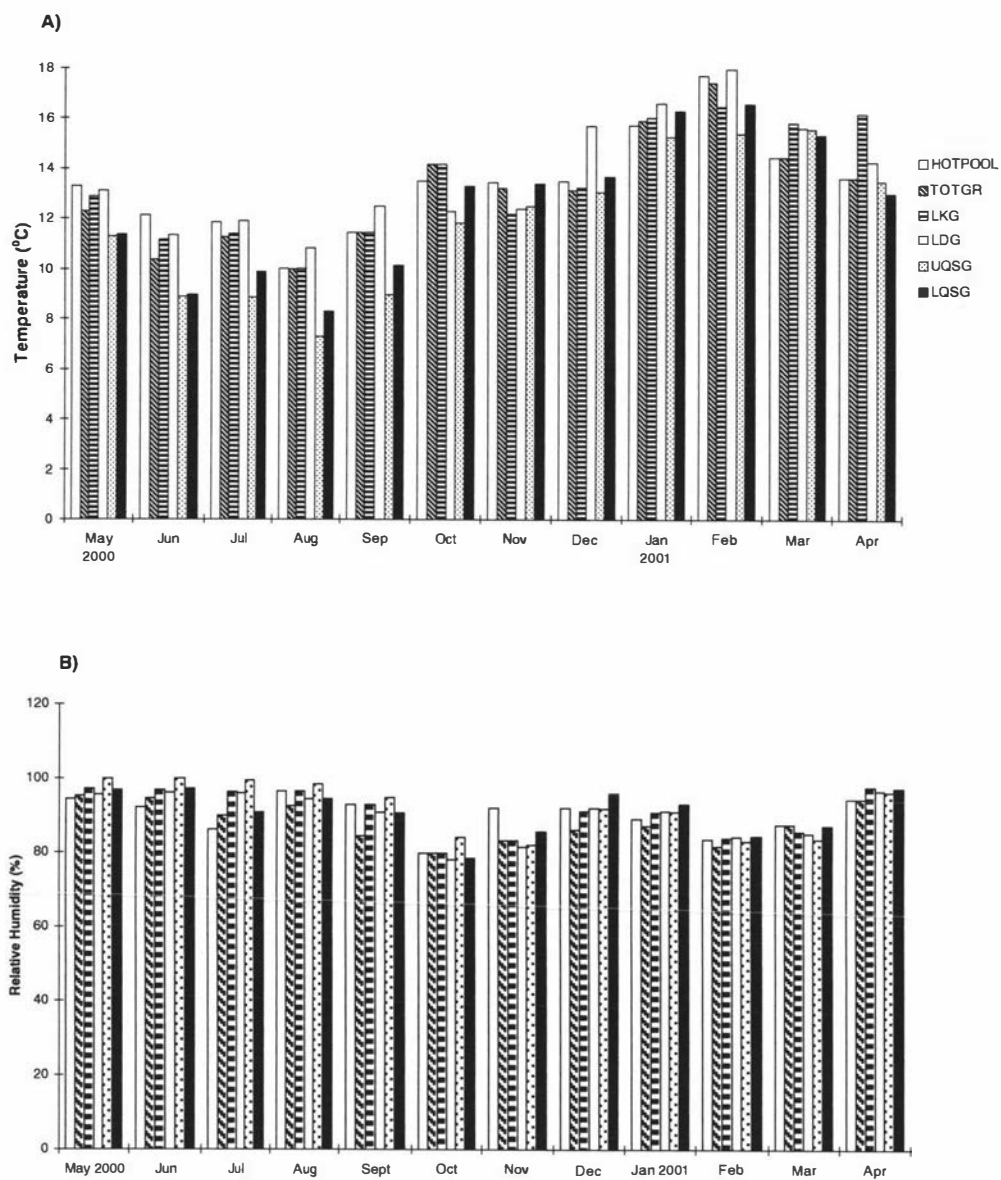 A)
18
16
14
12
10
8
6
4
2
0
Temperature (⁰C)
May Jun Jul Aug Sep Oct Nov Dec Jan Feb Mar Apr
2000 2001
HOTPOOL
TOTGR
LKG
LDG
UQSG
LQSG
B)
120
100
80
60
40
20
0
Relative Humidity (%)
May 2000 Jun Jul Aug Sept Oct Nov Dec Jan 2001 Feb Mar Apr